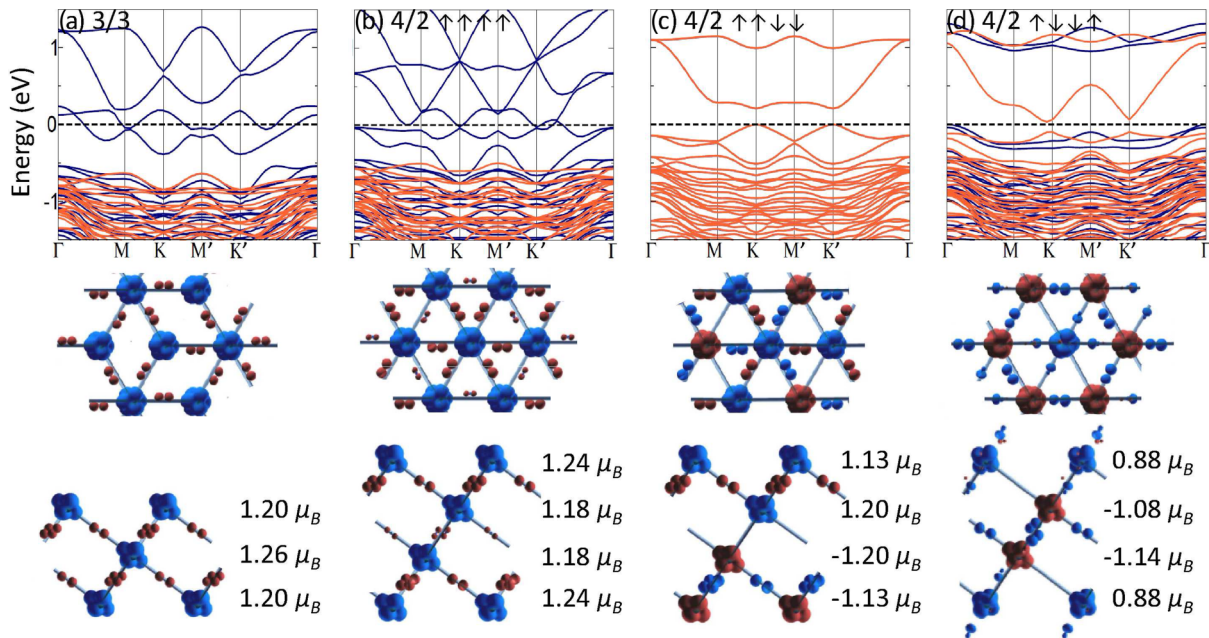 (a) 3/3
(b) 4/2 ↑↑↑↑
(c) 4/2 ↑↑↓↓
(d) 4/2 ↑↓↓↑
Energy (eV)
1
0
-1
Γ M K M′ K′ Γ
Γ M K M′ K′ Γ
Γ M K M′ K′ Γ
Γ M K M′ K′ Γ
1.20 μB
1.26 μB
1.20 μB
1.24 μB
1.18 μB
1.18 μB
1.24 μB
1.13 μB
1.20 μB
-1.20 μB
-1.13 μB
0.88 μB
-1.08 μB
-1.14 μB
0.88 μB